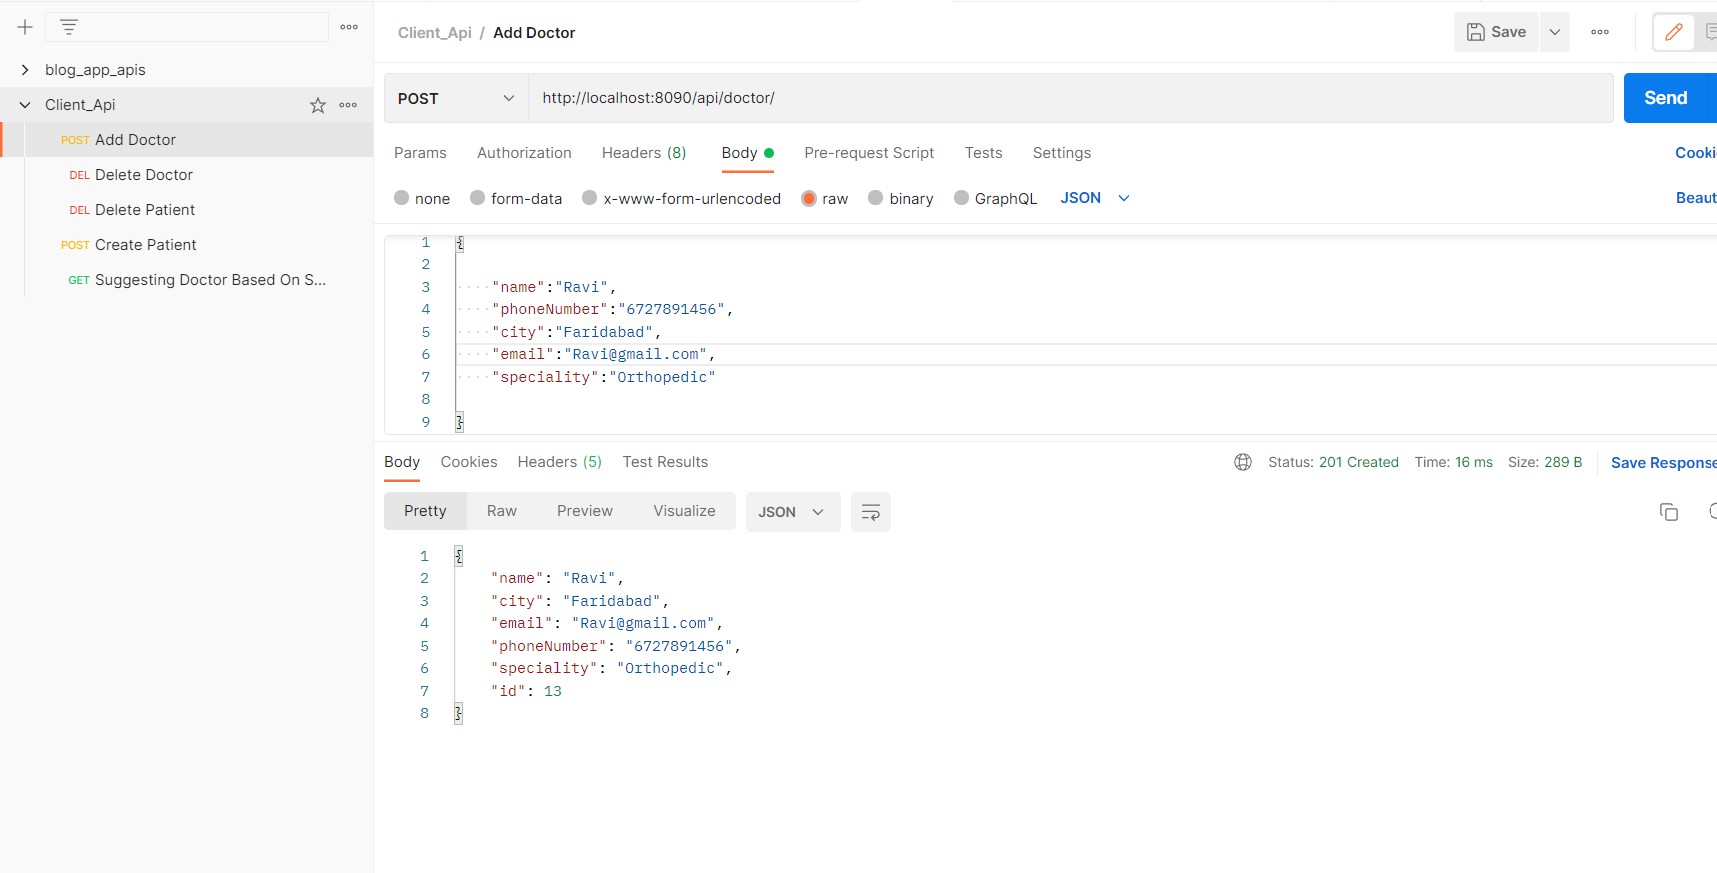 blog_app_apis
Client_Api
POST Add Doctor
DEL Delete Doctor
DEL Delete Patient
POST Create Patient
GET Suggesting Doctor Based On S...
Client_Api / Add Doctor
Save
POST http://localhost:8090/api/doctor/ Send
Params Authorization Headers (8) Body Pre-request Script Tests Settings Cooki
none form-data x-www-form-urlencoded raw binary GraphQL JSON Beaut
1 {
2
3 "name":"Ravi",
4 "phoneNumber":"6727891456",
5 "city":"Faridabad",
6 "email":"Ravi@gmail.com",
7 "speciality":"Orthopedic"
8
9 }
Body Cookies Headers (5) Test Results Status: 201 Created Time: 16 ms Size: 289 B Save Response
Pretty Raw Preview Visualize JSON
1 {
2 "name": "Ravi",
3 "city": "Faridabad",
4 "email": "Ravi@gmail.com",
5 "phoneNumber": "6727891456",
6 "speciality": "Orthopedic",
7 "id": 13
8 }